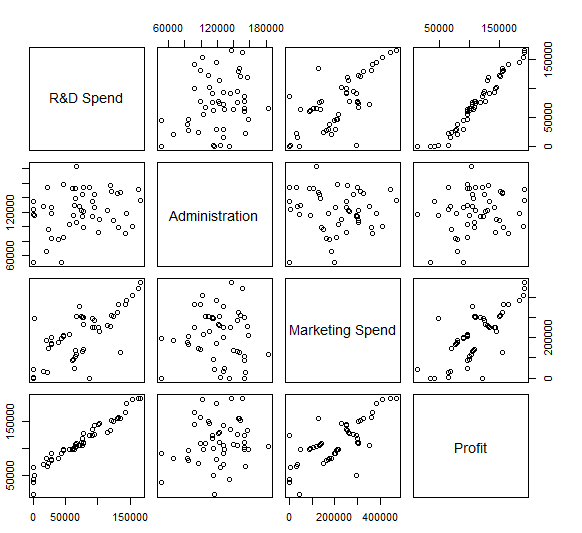 60000 120000 180000
50000 150000
R&D Spend
0 50000 150000
Administration
60000 120000
Marketing Spend
0 200000
Profit
50000 150000
0 50000 150000
0 200000 400000